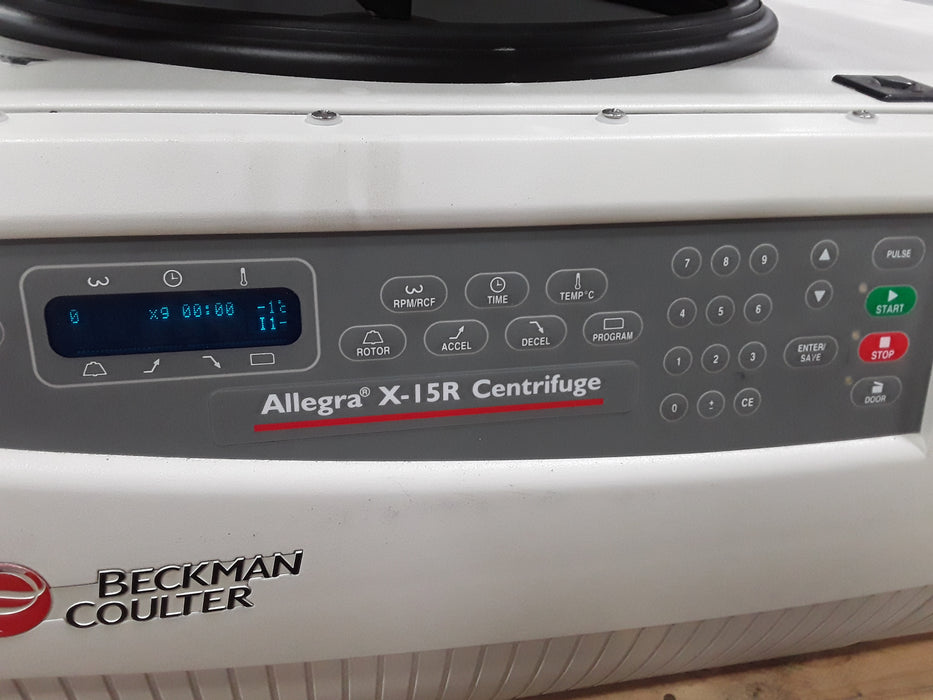 0 xg 00:00 -1°C
I1-
RPM/RCF
TIME
TEMP°C
ROTOR
ACCEL
DECEL
PROGRAM
7 8 9
4 5 6
1 2 3
0 ± CE
ENTER/
SAVE
PULSE
START
STOP
DOOR
Allegra® X-15R Centrifuge
BECKMAN
COULTER